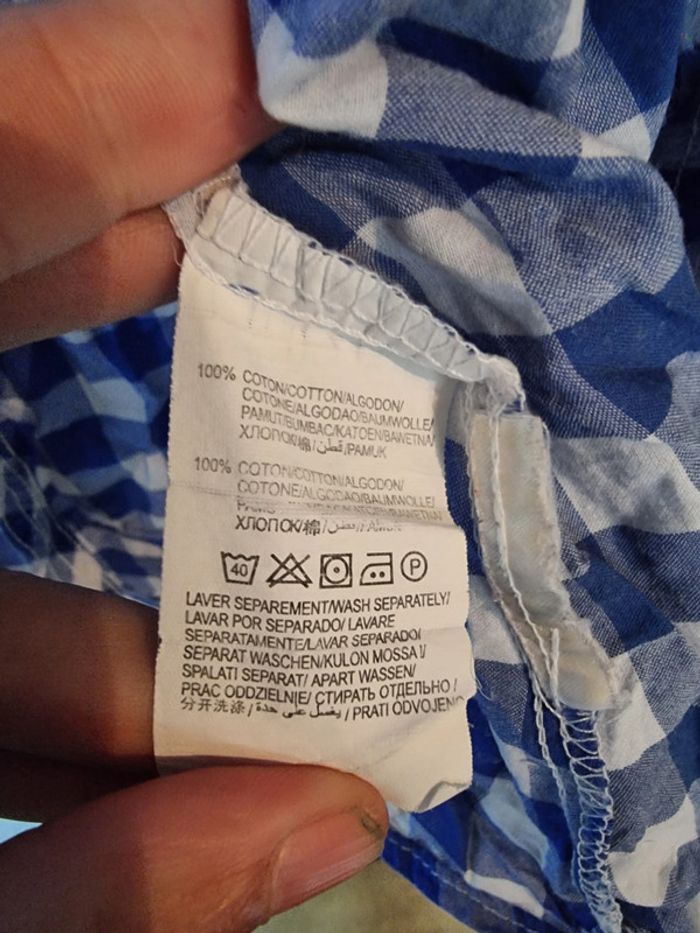 100% COTON/COTTON/ALGODON/
COTONE/ALGODAO/BAUMWOLLE/
PAMUT/BUMBAC/KATOEN/BAWETNA/
ХЛОПОК/棉/قطن/PAMUK
100% COTON/COTTON/ALGODON/
COTONE/ALGODAO/BAUMWOLLE/
ХЛОПОК/棉/قطن/PAMUK
40 P
LAVER SEPAREMENT/WASH SEPARATELY/
LAVAR POR SEPARADO/ LAVARE
SEPARATAMENTE/LAVAR SEPARADO/
SEPARAT WASCHEN/KULON MOSSA I/
SPALATI SEPARAT/ APART WASSEN/
PRAC ODDZIELNIE/ СТИРАТЬ ОТДЕЛЬНО /
分开洗涤/ يغسل على حدة / PRATI ODVOJENO